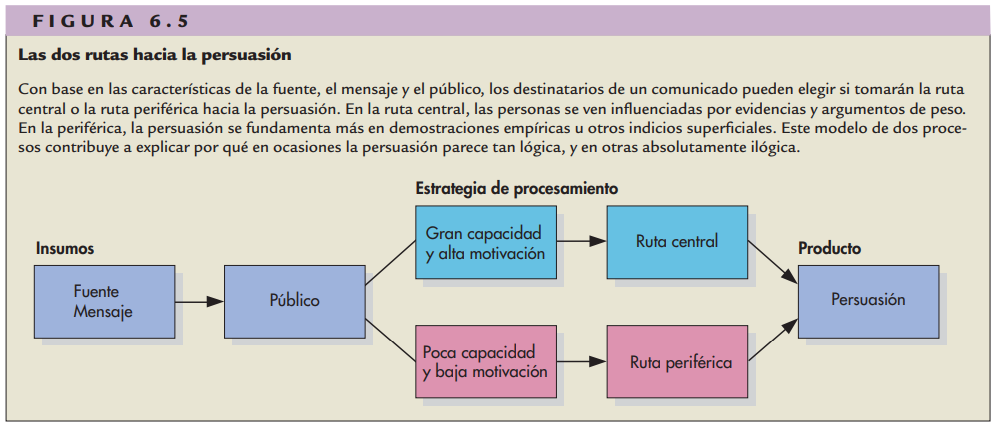 FIGURA 6.5
Las dos rutas hacia la persuasión
Con base en las características de la fuente, el mensaje y el público, los destinatarios de un comunicado pueden elegir si tomarán la ruta
central o la ruta periférica hacia la persuasión. En la ruta central, las personas se ven influenciadas por evidencias y argumentos de peso.
En la periférica, la persuasión se fundamenta más en demostraciones empíricas u otros indicios superficiales. Este modelo de dos proce-
sos contribuye a explicar por qué en ocasiones la persuasión parece tan lógica, y en otras absolutamente ilógica.
Estrategia de procesamiento
Insumos
Gran capacidad
y alta motivación
Ruta central
Producto
Fuente
Mensaje
Público
Persuasión
Poca capacidad
y baja motivación
Ruta periférica